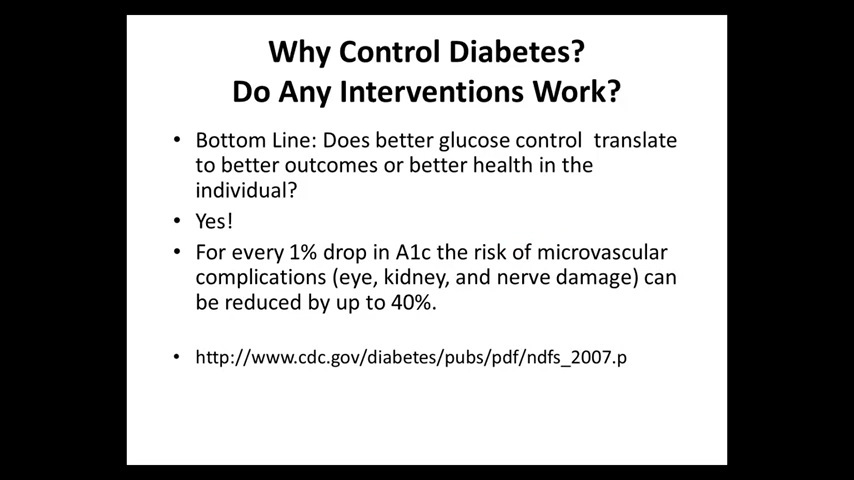 Why Control Diabetes?
Do Any Interventions Work?
• Bottom Line: Does better glucose control  translate
to better outcomes or better health in the
individual?
• Yes!
• For every 1% drop in A1c the risk of microvascular
complications (eye, kidney, and nerve damage) can
be reduced by up to 40%.
• http://www.cdc.gov/diabetes/pubs/pdf/ndfs_2007.p